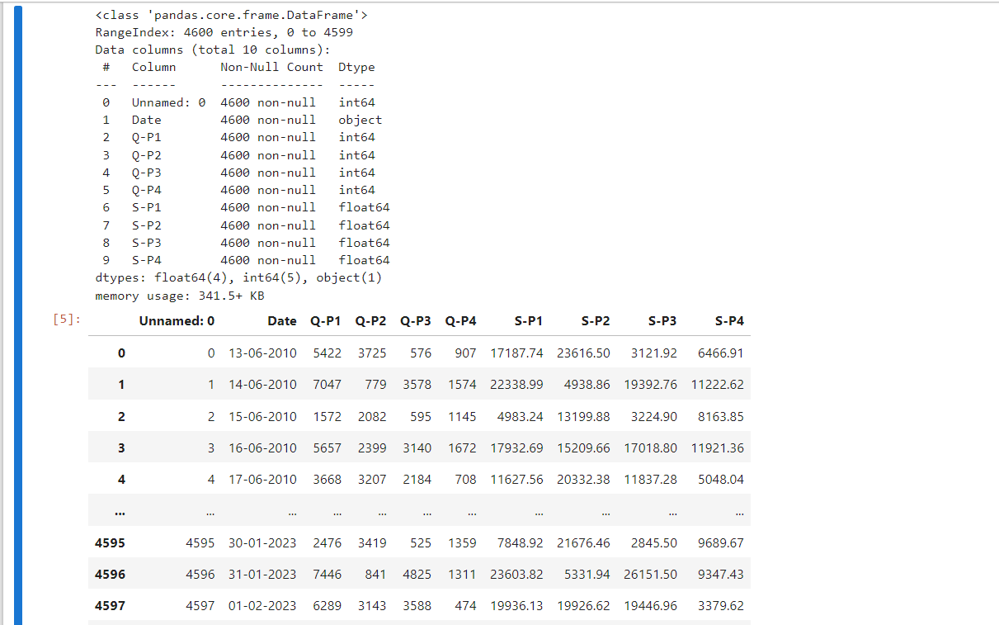 <class 'pandas.core.frame.DataFrame'>
RangeIndex: 4600 entries, 0 to 4599
Data columns (total 10 columns):
 #   Column      Non-Null Count  Dtype
---  ------      --------------  -----
 0   Unnamed: 0  4600 non-null   int64
 1   Date        4600 non-null   object
 2   Q-P1        4600 non-null   int64
 3   Q-P2        4600 non-null   int64
 4   Q-P3        4600 non-null   int64
 5   Q-P4        4600 non-null   int64
 6   S-P1        4600 non-null   float64
 7   S-P2        4600 non-null   float64
 8   S-P3        4600 non-null   float64
 9   S-P4        4600 non-null   float64
dtypes: float64(4), int64(5), object(1)
memory usage: 341.5+ KB
[5]: Unnamed: 0 Date Q-P1 Q-P2 Q-P3 Q-P4 S-P1 S-P2 S-P3 S-P4
0 0 13-06-2010 5422 3725 576 907 17187.74 23616.50 3121.92 6466.91
1 1 14-06-2010 7047 779 3578 1574 22338.99 4938.86 19392.76 11222.62
2 2 15-06-2010 1572 2082 595 1145 4983.24 13199.88 3224.90 8163.85
3 3 16-06-2010 5657 2399 3140 1672 17932.69 15209.66 17018.80 11921.36
4 4 17-06-2010 3668 3207 2184 708 11627.56 20332.38 11837.28 5048.04
... ... ... ... ... ... ... ... ... ... ...
4595 4595 30-01-2023 2476 3419 525 1359 7848.92 21676.46 2845.50 9689.67
4596 4596 31-01-2023 7446 841 4825 1311 23603.82 5331.94 26151.50 9347.43
4597 4597 01-02-2023 6289 3143 3588 474 19936.13 19926.62 19446.96 3379.62